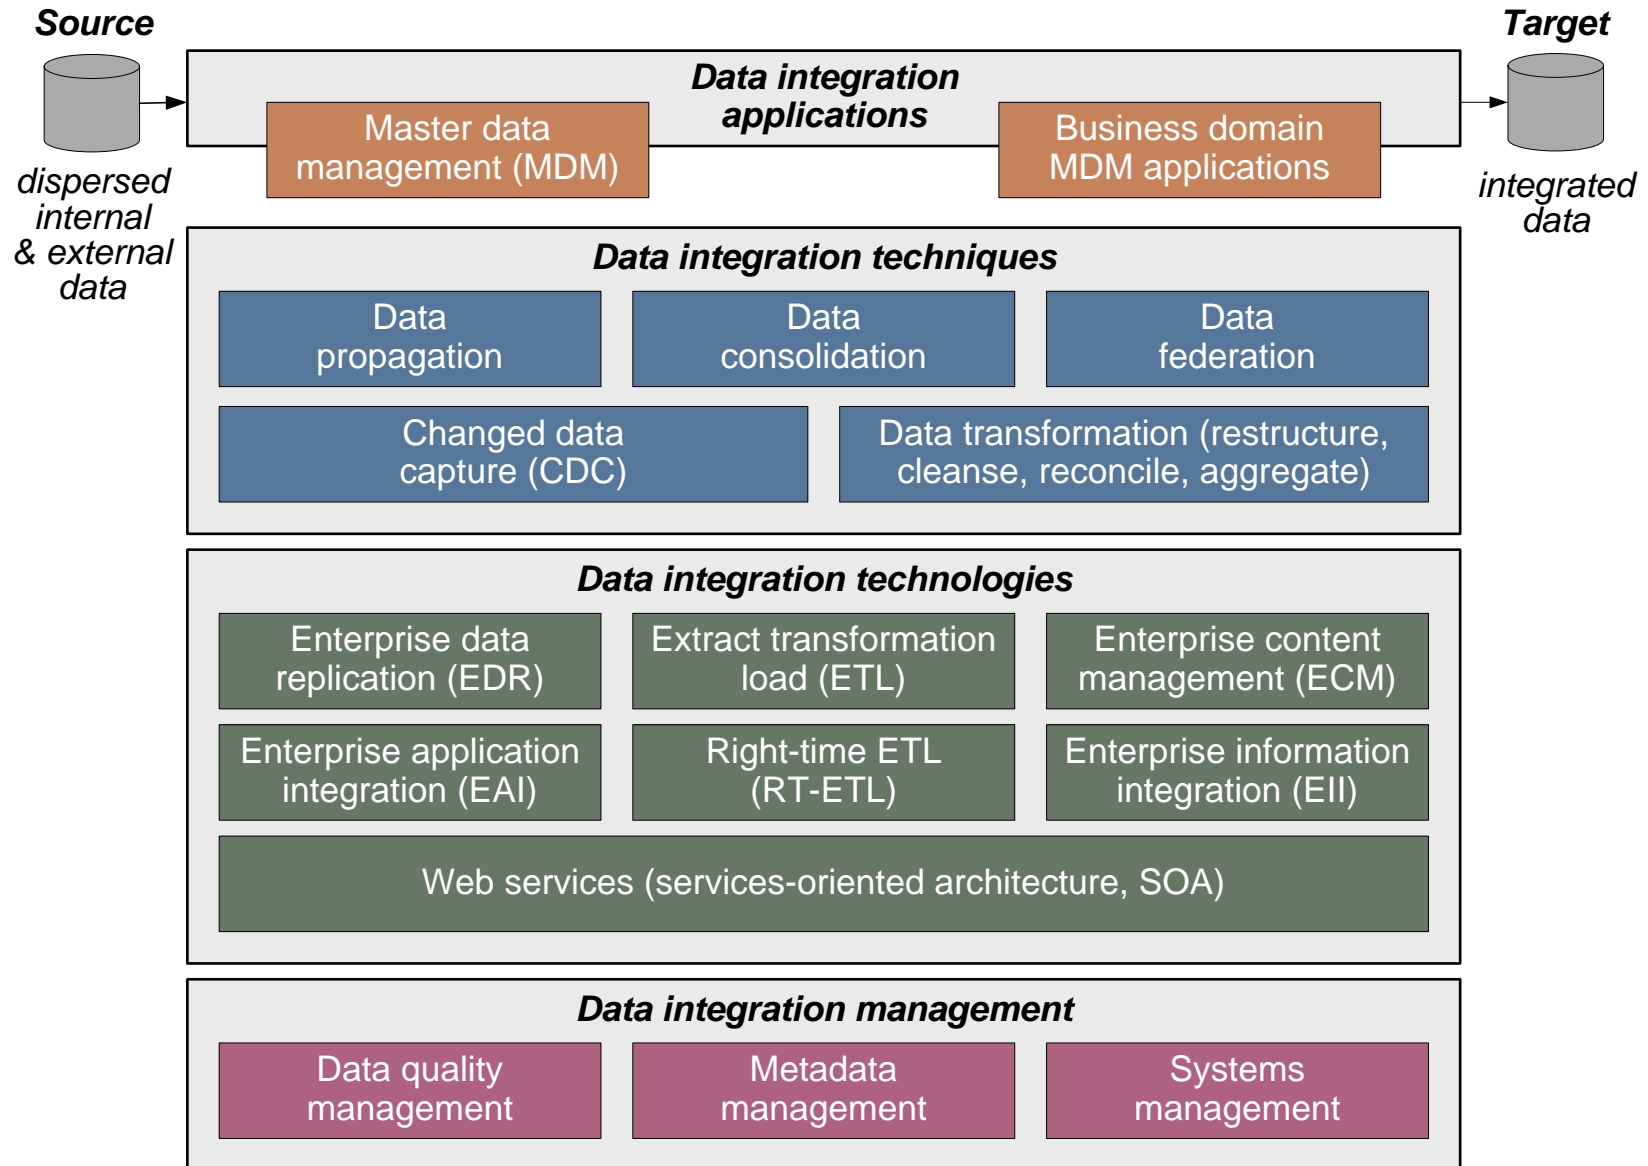 Source
Target
Data integration
applications
Master data
management (MDM)
Business domain
MDM applications
dispersed
internal
& external
data
integrated
data
Data integration techniques
Data
propagation
Data
consolidation
Data
federation
Changed data
capture (CDC)
Data transformation (restructure,
cleanse, reconcile, aggregate)
Data integration technologies
Enterprise data
replication (EDR)
Extract transformation
load (ETL)
Enterprise content
management (ECM)
Enterprise application
integration (EAI)
Right-time ETL
(RT-ETL)
Enterprise information
integration (EII)
Web services (services-oriented architecture, SOA)
Data integration management
Data quality
management
Metadata
management
Systems
management